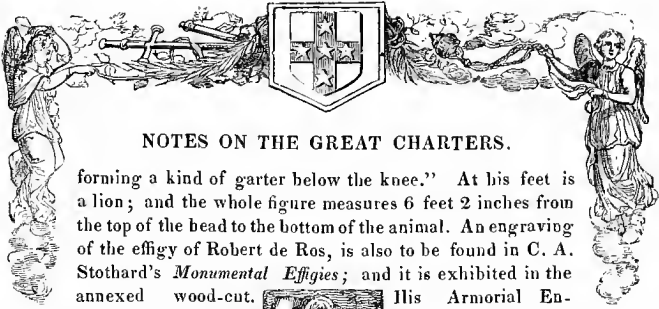 NOTES ON THE GREAT CHARTERS.
forming a kind of garter below the knee." At his feet is
a lion; and the whole figure measures 6 feet 2 inches from
the top of the head to the bottom of the animal. An engraving
of the effigy of Robert de Ros, is also to be found in C. A.
Stothard's Monumental Effigies; and it is exhibited in the
annexed wood-cut. His Armorial En-